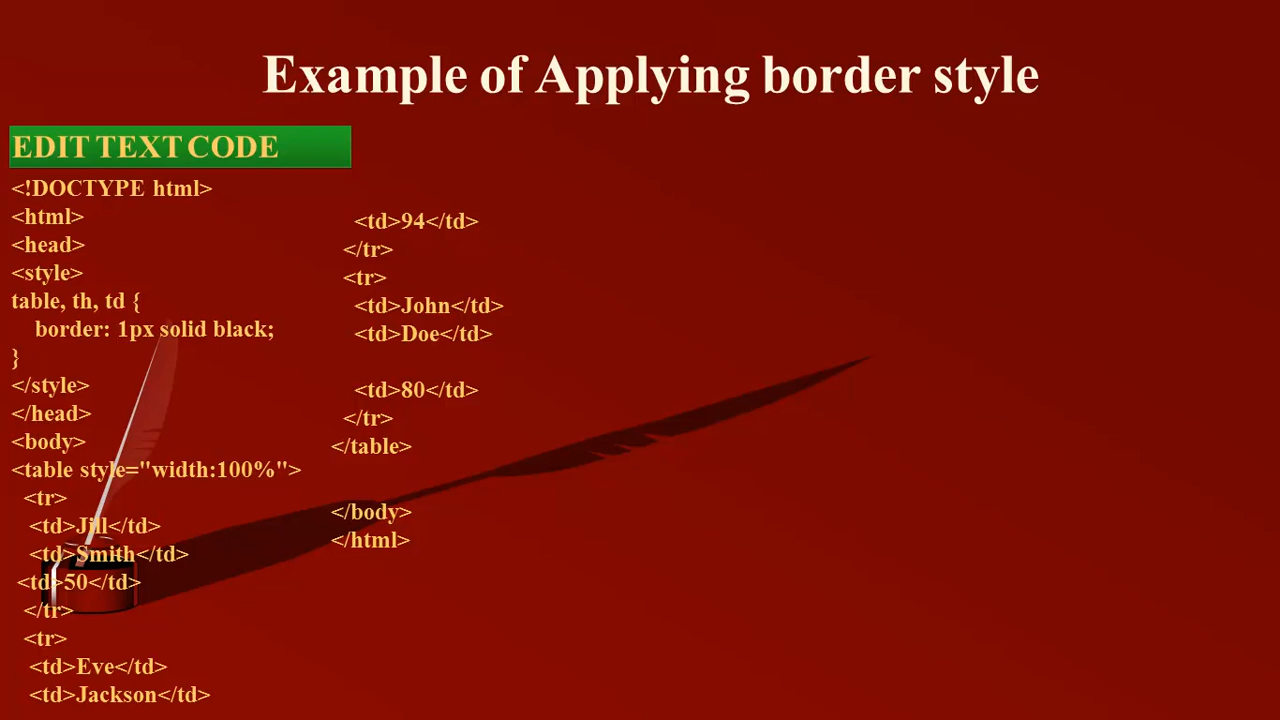 Example of Applying border style
EDIT TEXT CODE
<!DOCTYPE html>
<html>
<head>
<style>
table, th, td {
    border: 1px solid black;
}
</style>
</head>
<body>
<table style="width:100%">
  <tr>
   <td>Jill</td>
   <td>Smith</td>
 <td>50</td>
  </tr>
  <tr>
   <td>Eve</td>
   <td>Jackson</td>
    <td>94</td>
  </tr>
  <tr>
    <td>John</td>
    <td>Doe</td>
    <td>80</td>
  </tr>
</table>
</body>
</html>